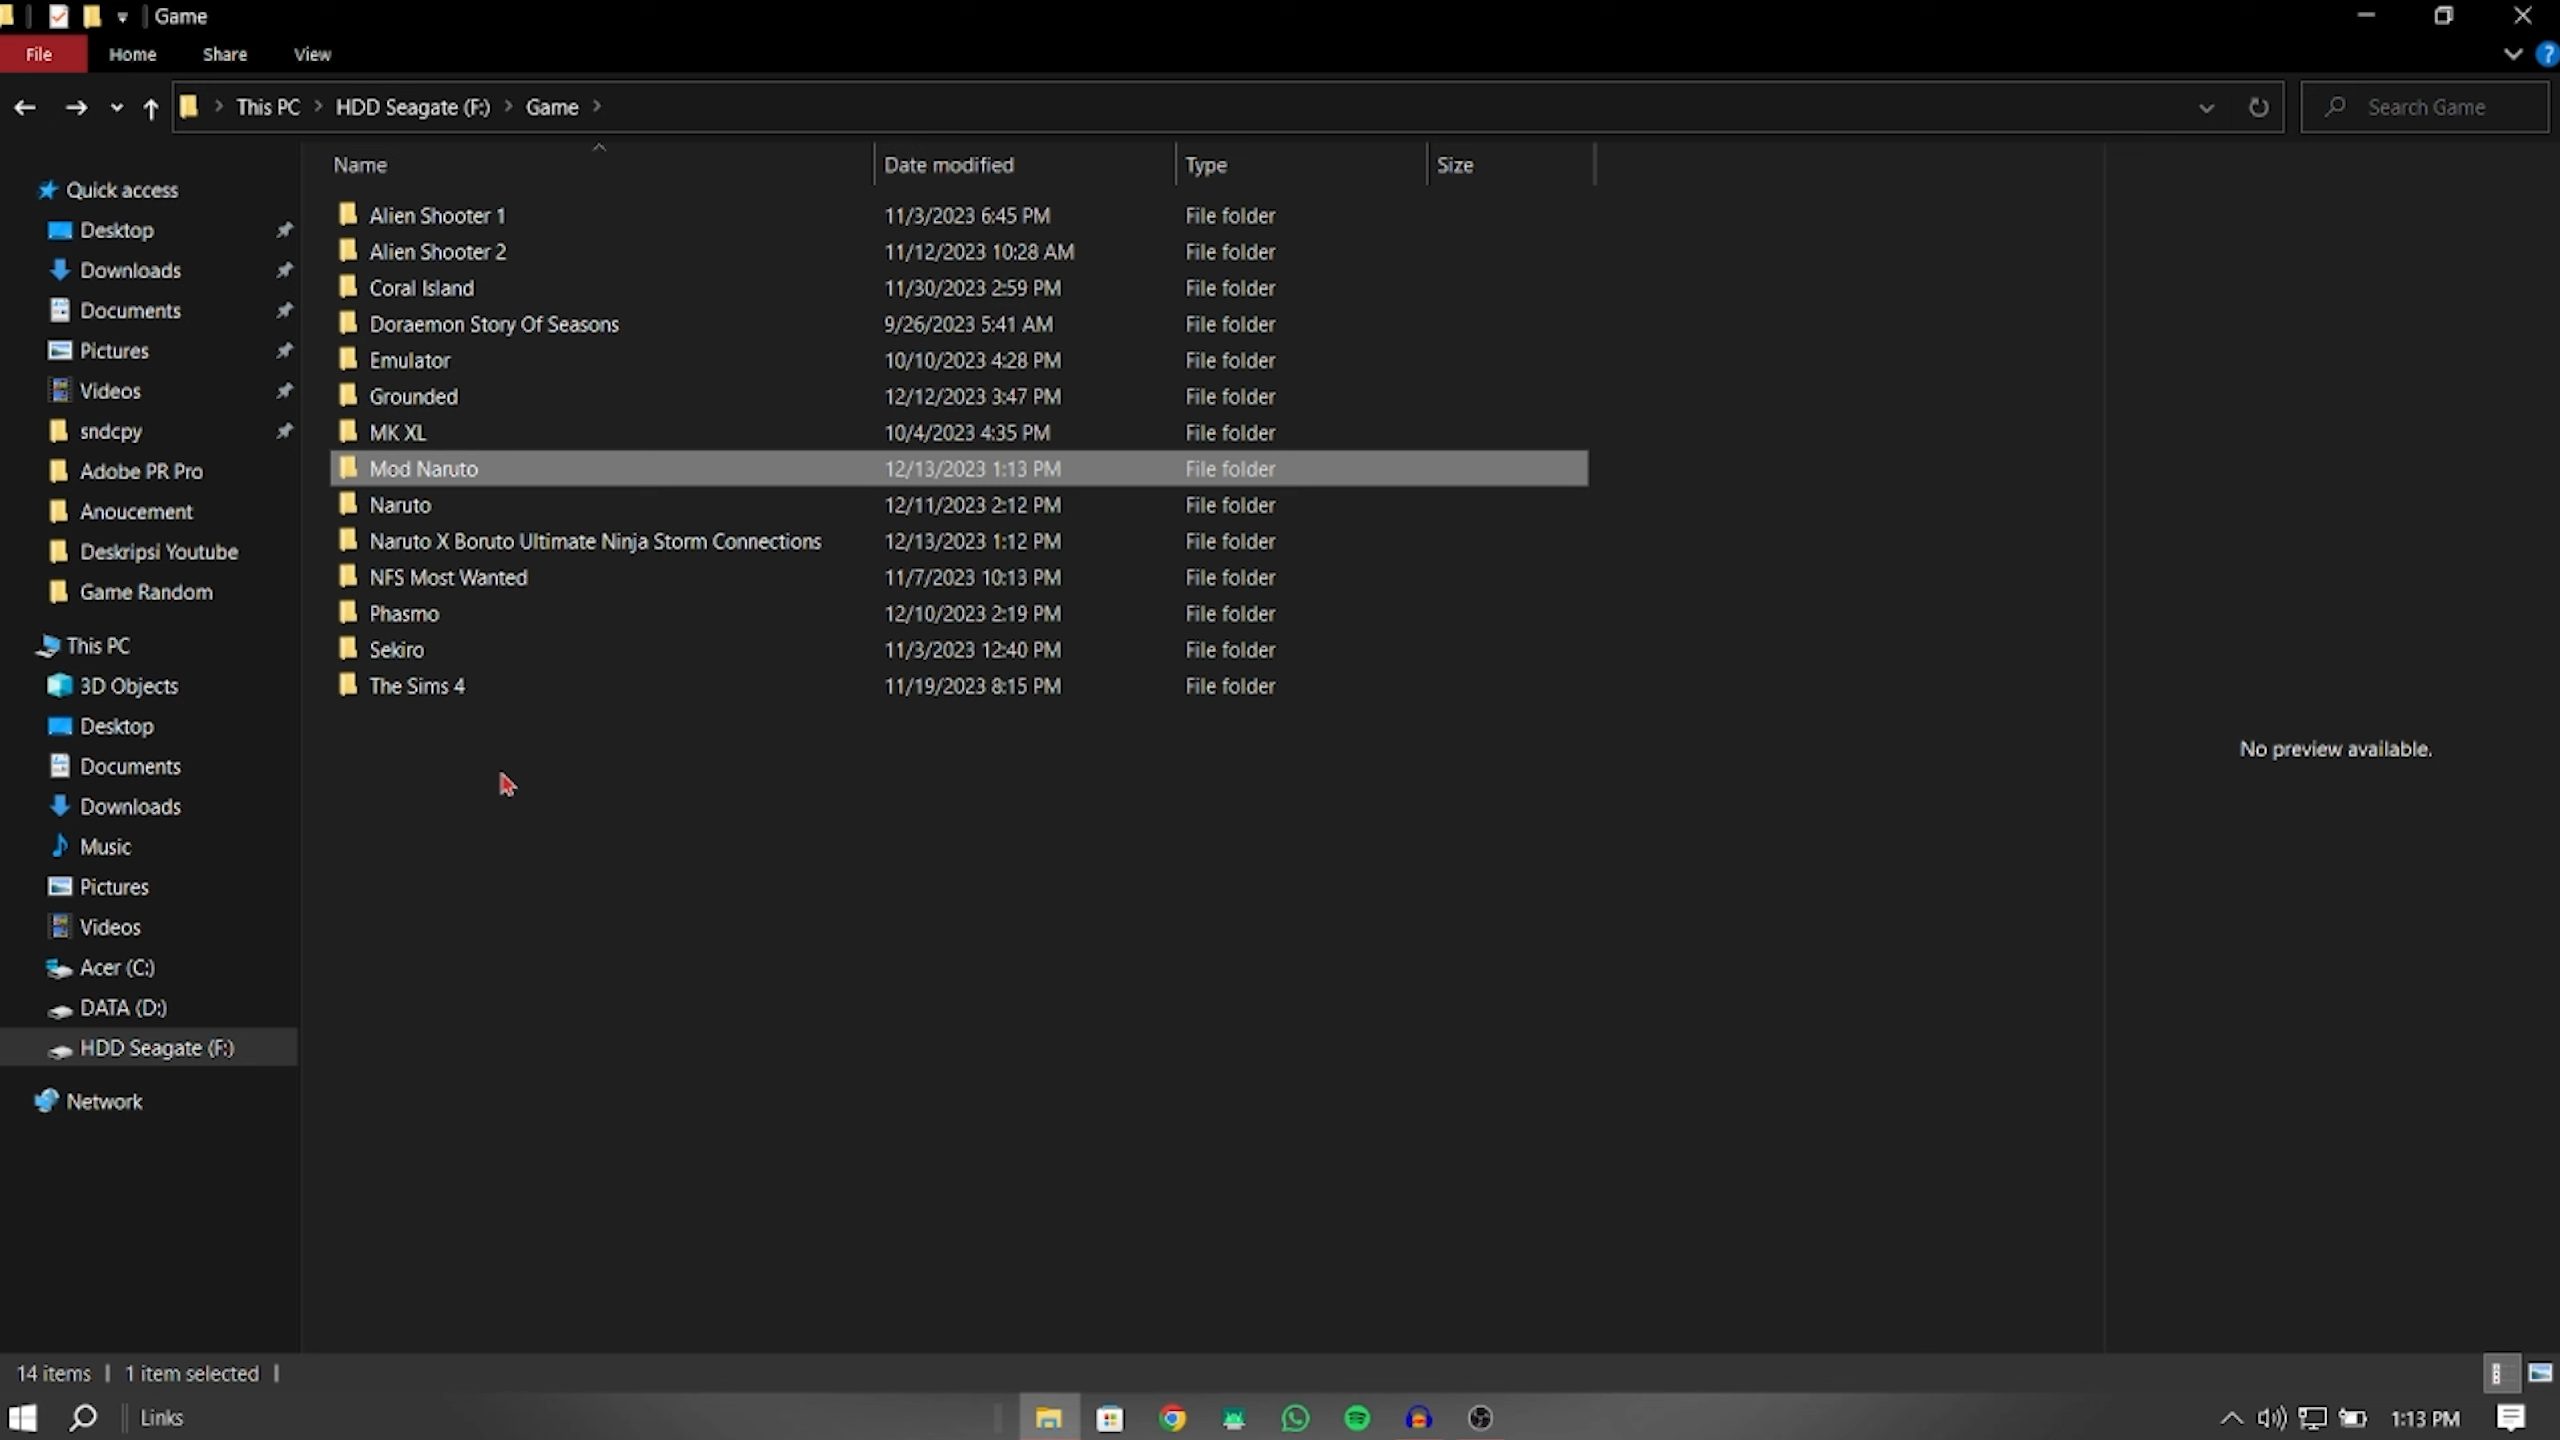 Game
File Home Share View
This PC HDD Seagate (F:) Game Search Game
Name Date modified Type Size
Quick access
Desktop
Downloads
Documents
Pictures
Videos
sndcpy
Adobe PR Pro
Anoucement
Deskripsi Youtube
Game Random
This PC
3D Objects
Desktop
Documents
Downloads
Music
Pictures
Videos
Acer (C:)
DATA (D:)
HDD Seagate (F:)
Network
Alien Shooter 1 11/3/2023 6:45 PM File folder
Alien Shooter 2 11/12/2023 10:28 AM File folder
Coral Island 11/30/2023 2:59 PM File folder
Doraemon Story Of Seasons 9/26/2023 5:41 AM File folder
Emulator 10/10/2023 4:28 PM File folder
Grounded 12/12/2023 3:47 PM File folder
MK XL 10/4/2023 4:35 PM File folder
Mod Naruto 12/13/2023 1:13 PM File folder
Naruto 12/11/2023 2:12 PM File folder
Naruto X Boruto Ultimate Ninja Storm Connections 12/13/2023 1:12 PM File folder
NFS Most Wanted 11/7/2023 10:13 PM File folder
Phasmo 12/10/2023 2:19 PM File folder
Sekiro 11/3/2023 12:40 PM File folder
The Sims 4 11/19/2023 8:15 PM File folder
No preview available.
14 items 1 item selected
Links 1:13 PM